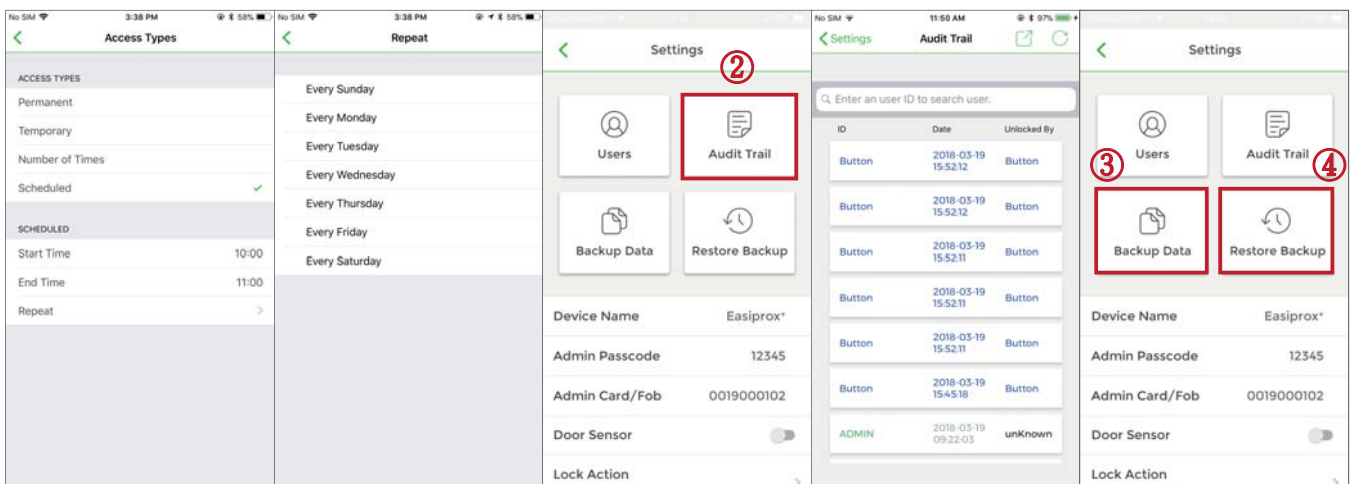 No SIM 3:38 PM 58%
Access Types
ACCESS TYPES
Permanent
Temporary
Number of Times
Scheduled
SCHEDULED
Start Time 10:00
End Time 11:00
Repeat
No SIM 3:38 PM 58%
Repeat
Every Sunday
Every Monday
Every Tuesday
Every Wednesday
Every Thursday
Every Friday
Every Saturday
Settings
②
Users Audit Trail
Backup Data Restore Backup
Device Name Easiprox+
Admin Passcode 12345
Admin Card/Fob 0019000102
Door Sensor
Lock Action
No SIM 11:50 AM 97%
Settings Audit Trail
Enter an user ID to search user.
ID Date Unlocked By
Button 2018-03-19 15:52:12 Button
Button 2018-03-19 15:52:12 Button
Button 2018-03-19 15:52:11 Button
Button 2018-03-19 15:52:11 Button
Button 2018-03-19 15:52:11 Button
Button 2018-03-19 15:45:18 Button
ADMIN 2018-03-19 09:22:03 unKnown
Settings
Users Audit Trail
③ ④
Backup Data Restore Backup
Device Name Easiprox+
Admin Passcode 12345
Admin Card/Fob 0019000102
Door Sensor
Lock Action